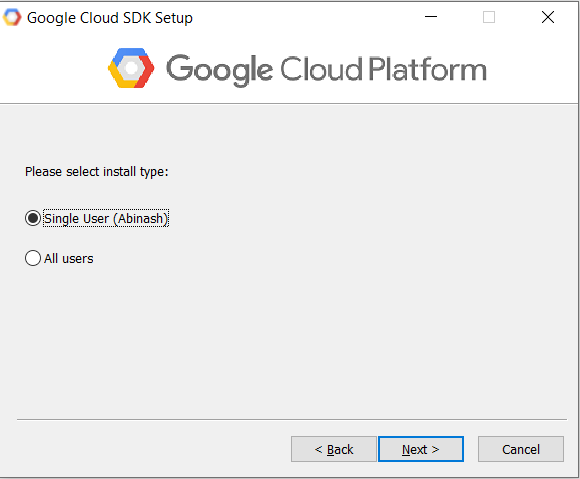 Google Cloud SDK Setup
Google Cloud Platform
Please select install type:
Single User (Abinash)
All users
< Back
Next >
Cancel